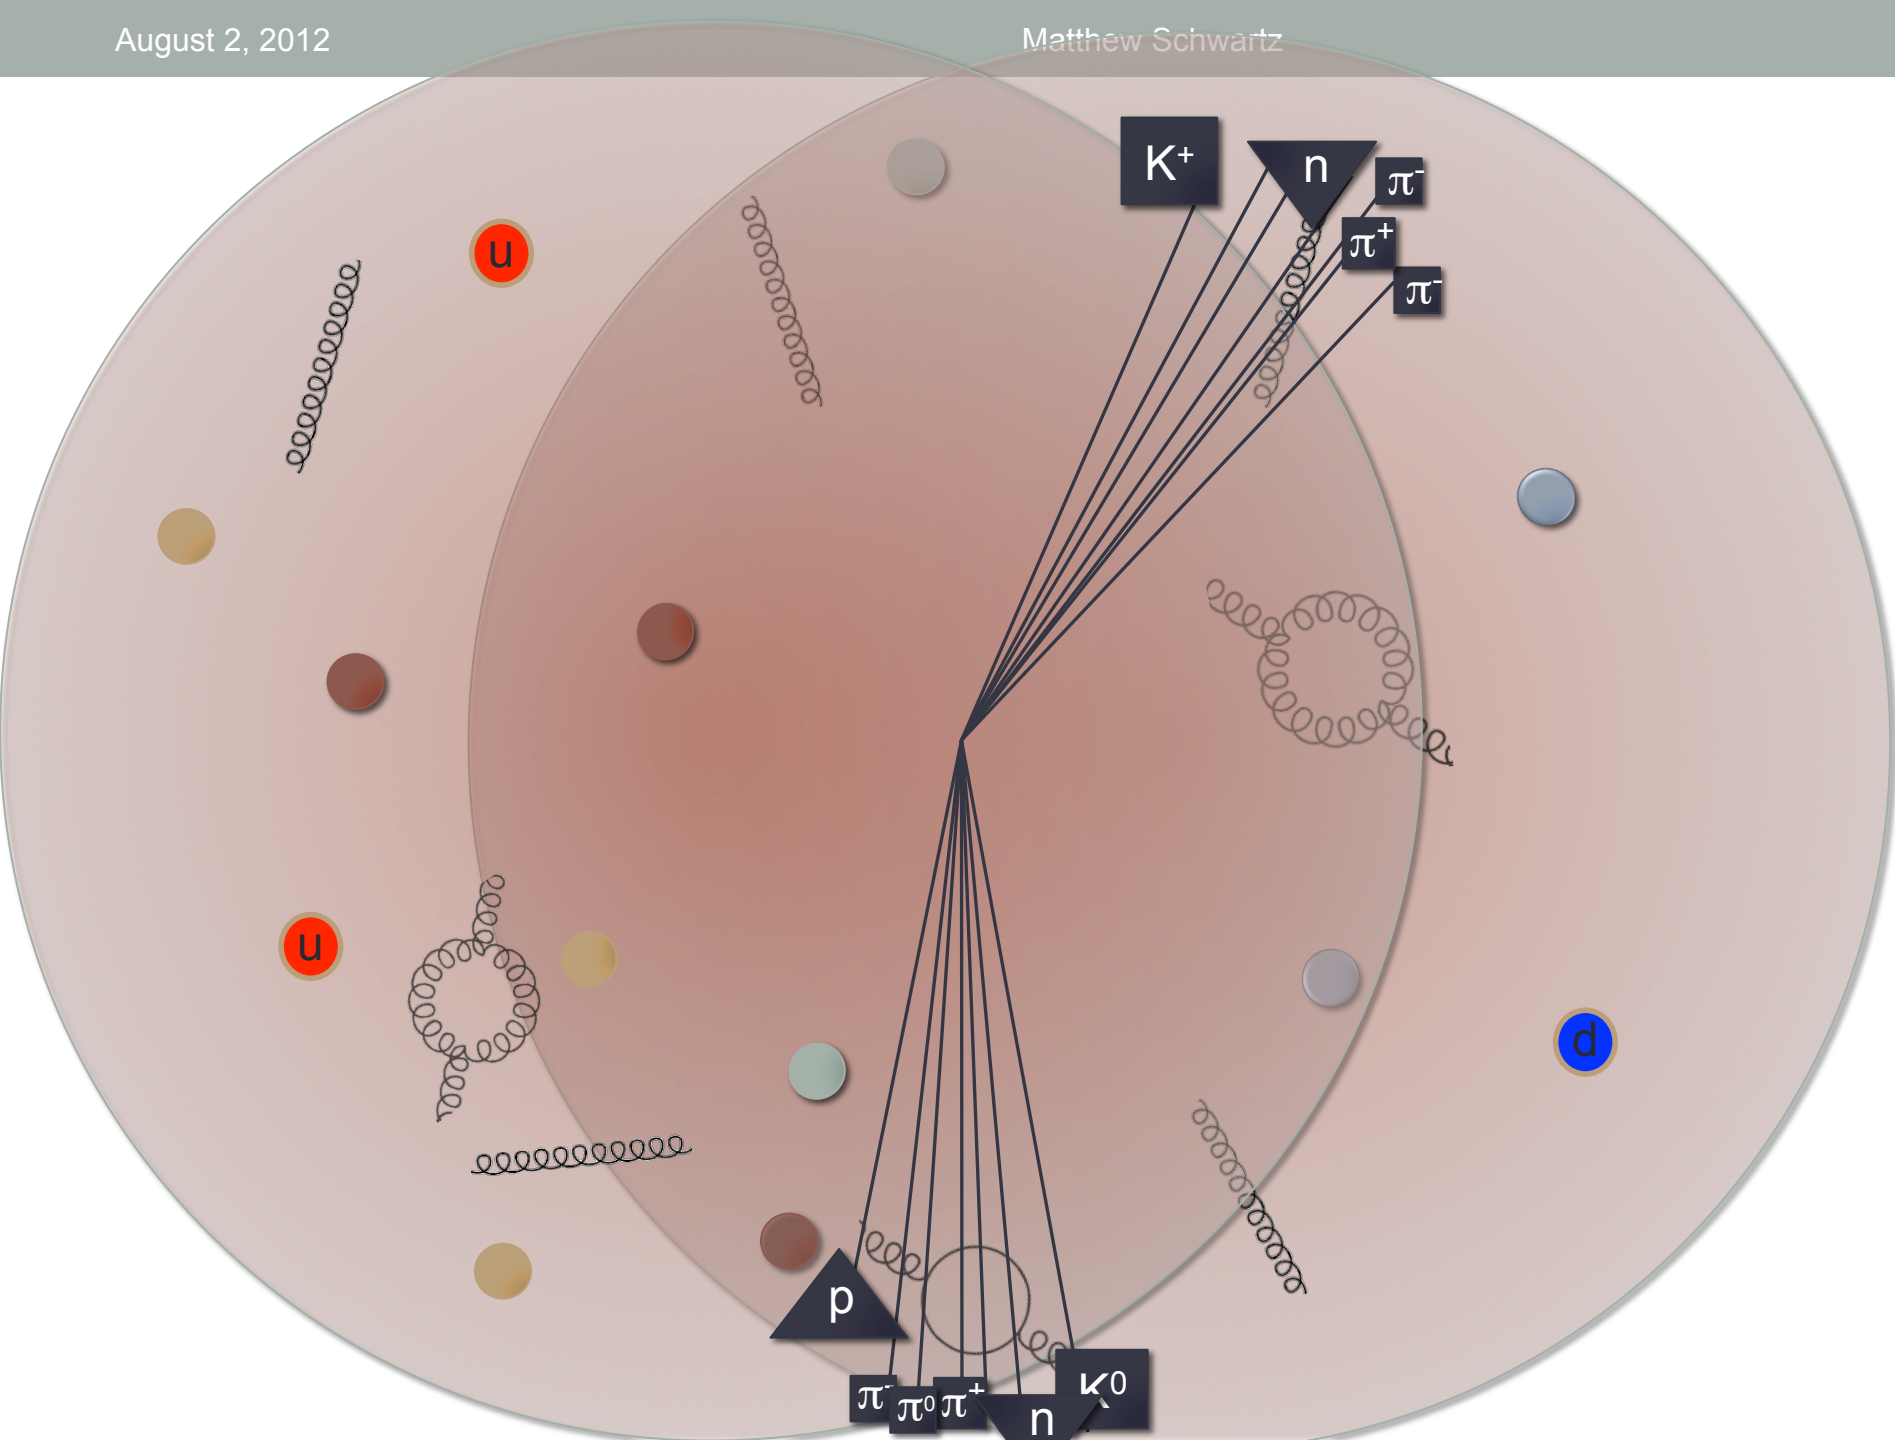 August 2, 2012
Matthew Schwartz
K⁺
n
π⁻
π⁺
π⁻
u
u
d
p
π⁻
π⁰
π⁺
K⁰
n